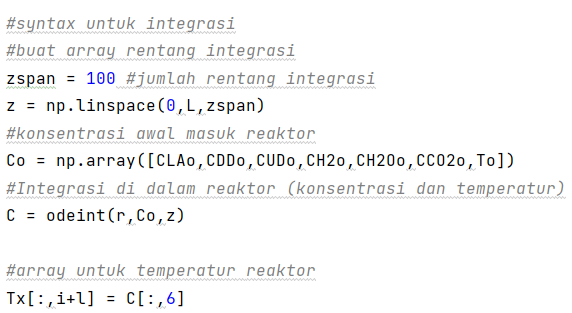 #syntax untuk integrasi
#buat array rentang integrasi
zspan = 100 #jumlah rentang integrasi
z = np.linspace(0,L,zspan)
#konsentrasi awal masuk reaktor
Co = np.array([CLAo,CDDo,CUDo,CH2o,CH2Oo,CCO2o,To])
#Integrasi di dalam reaktor (konsentrasi dan temperatur)
C = odeint(r,Co,z)
#array untuk temperatur reaktor
Tx[:,i+l] = C[:,6]